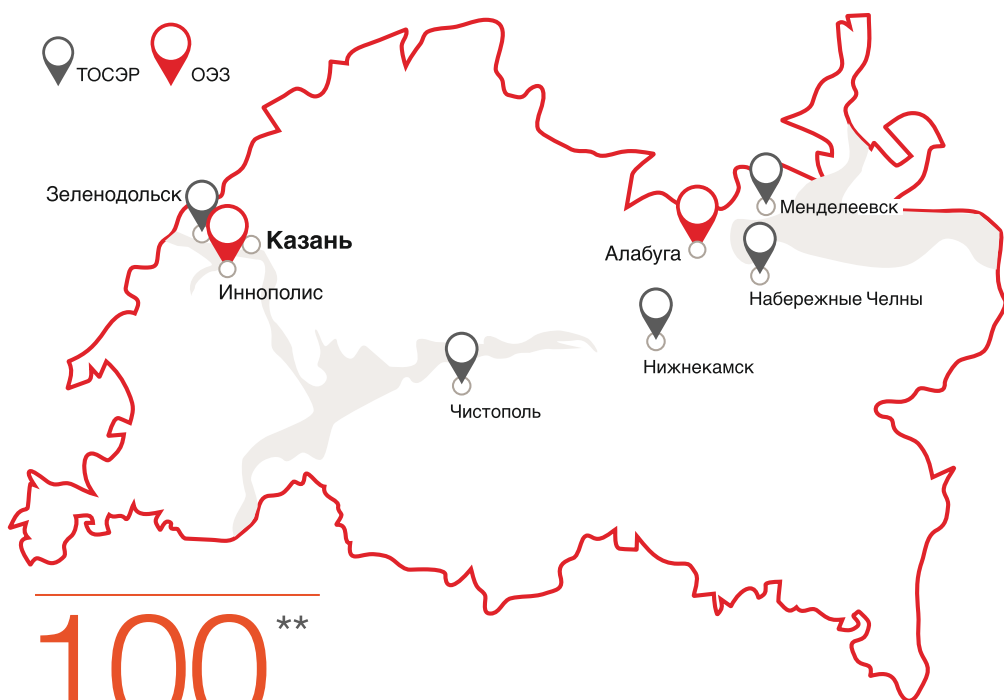 ТОСЭР
ОЭЗ
Зеленодольск
Казань
Иннополис
Менделеевск
Алабуга
Набережные Челны
Нижнекамск
Чистополь
100**